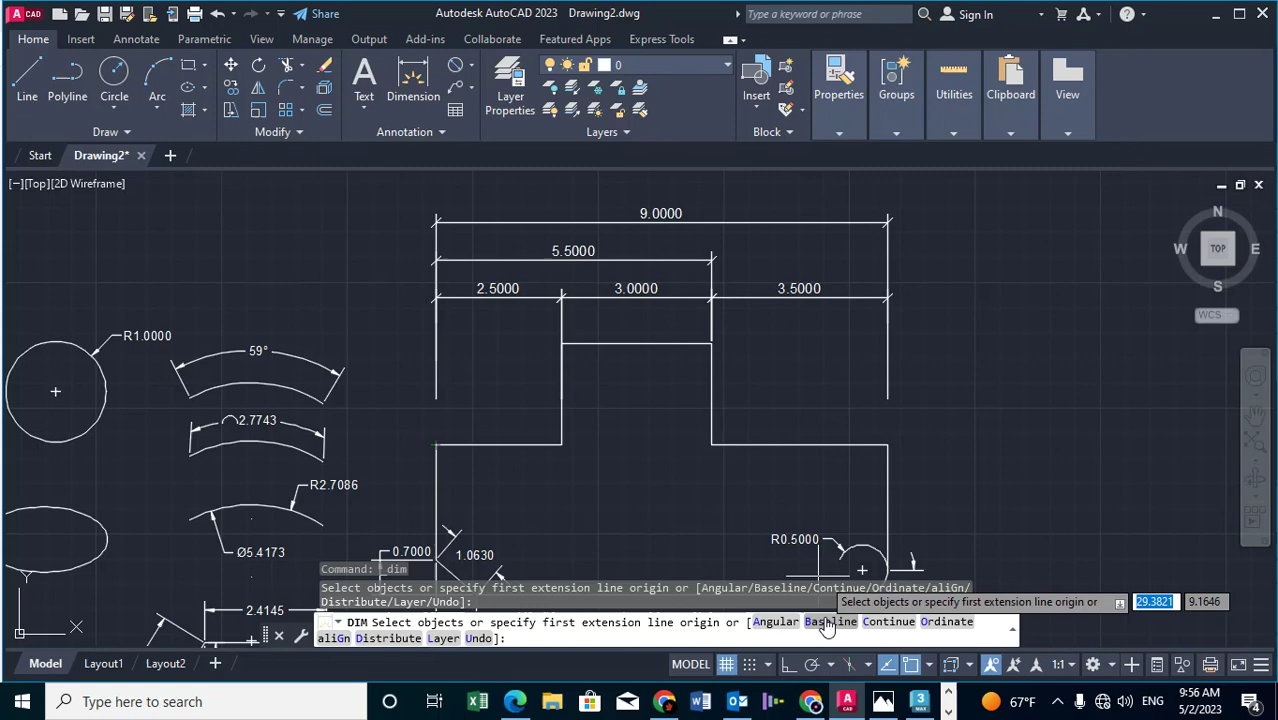 A CAD
Share
Autodesk AutoCAD 2023 Drawing2.dwg
Type a keyword or phrase
Sign In
Home Insert Annotate Parametric View Manage Output Add-ins Collaborate Featured Apps Express Tools
0
Line Polyline Circle Arc
Text Dimension
Layer
Properties
Insert
Properties Groups Utilities Clipboard View
Draw Modify Annotation Layers Block
Start Drawing2*
[−][Top][2D Wireframe]
9.0000
5.5000
2.5000 3.0000 3.5000
R1.0000
59°
2.7743
R2.7086
Ø5.4173
2.4145
0.7000
1.0630
R0.5000
N
W TOP E
S
WCS
Y
X
Command: _dim
Select objects or specify first extension line origin or [Angular/Baseline/Continue/Ordinate/aliGn/
Distribute/Layer/Undo]:
Select objects or specify first extension line origin or 29.3821 9.1646
DIM Select objects or specify first extension line origin or [Angular Baseline Continue Ordinate
aliGn Distribute Layer Undo]:
Model Layout1 Layout2
MODEL 1:1
Type here to search
67°F
ENG
9:56 AM
5/2/2023
4